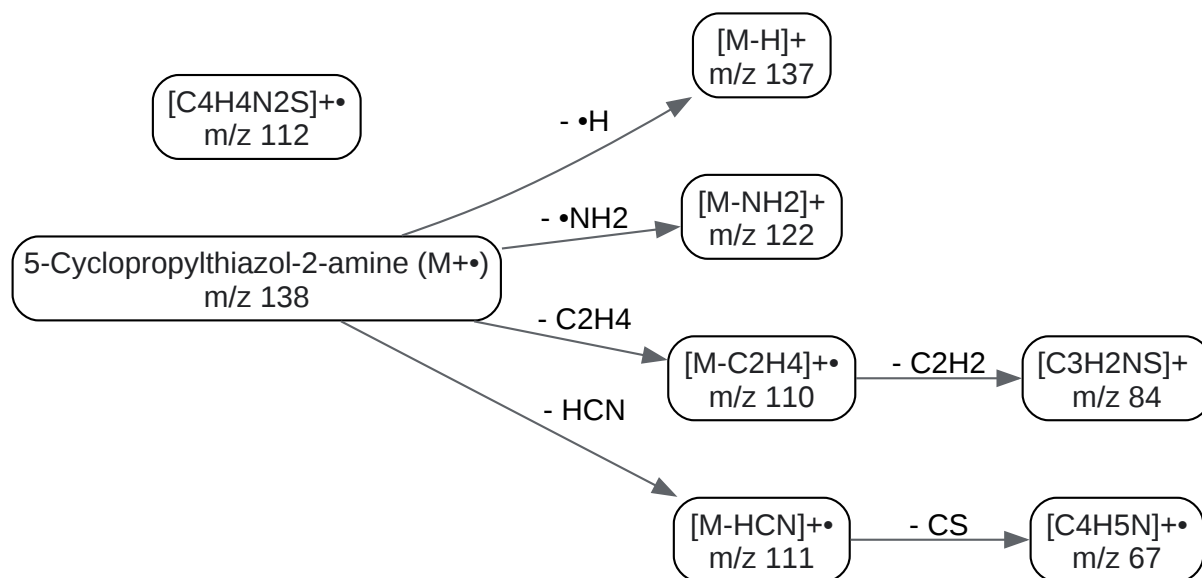 [M-H]+
m/z 137
[C4H4N2S]+•
m/z 112
- •H
- •NH2
[M-NH2]+
m/z 122
5-Cyclopropylthiazol-2-amine (M+•)
m/z 138
- C2H4
[M-C2H4]+•
m/z 110
- C2H2
[C3H2NS]+
m/z 84
- HCN
[M-HCN]+•
m/z 111
- CS
[C4H5N]+•
m/z 67